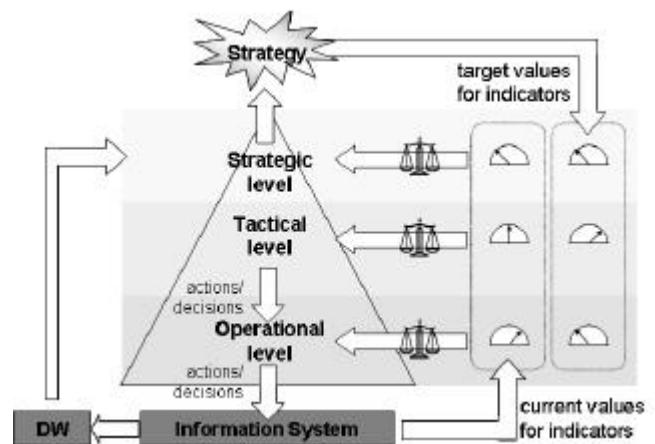 Strategy
target values
for indicators
Strategic
level
Tactical
level
actions/
decisions
Operational
level
actions/
decisions
current values
for indicators
DW
Information System